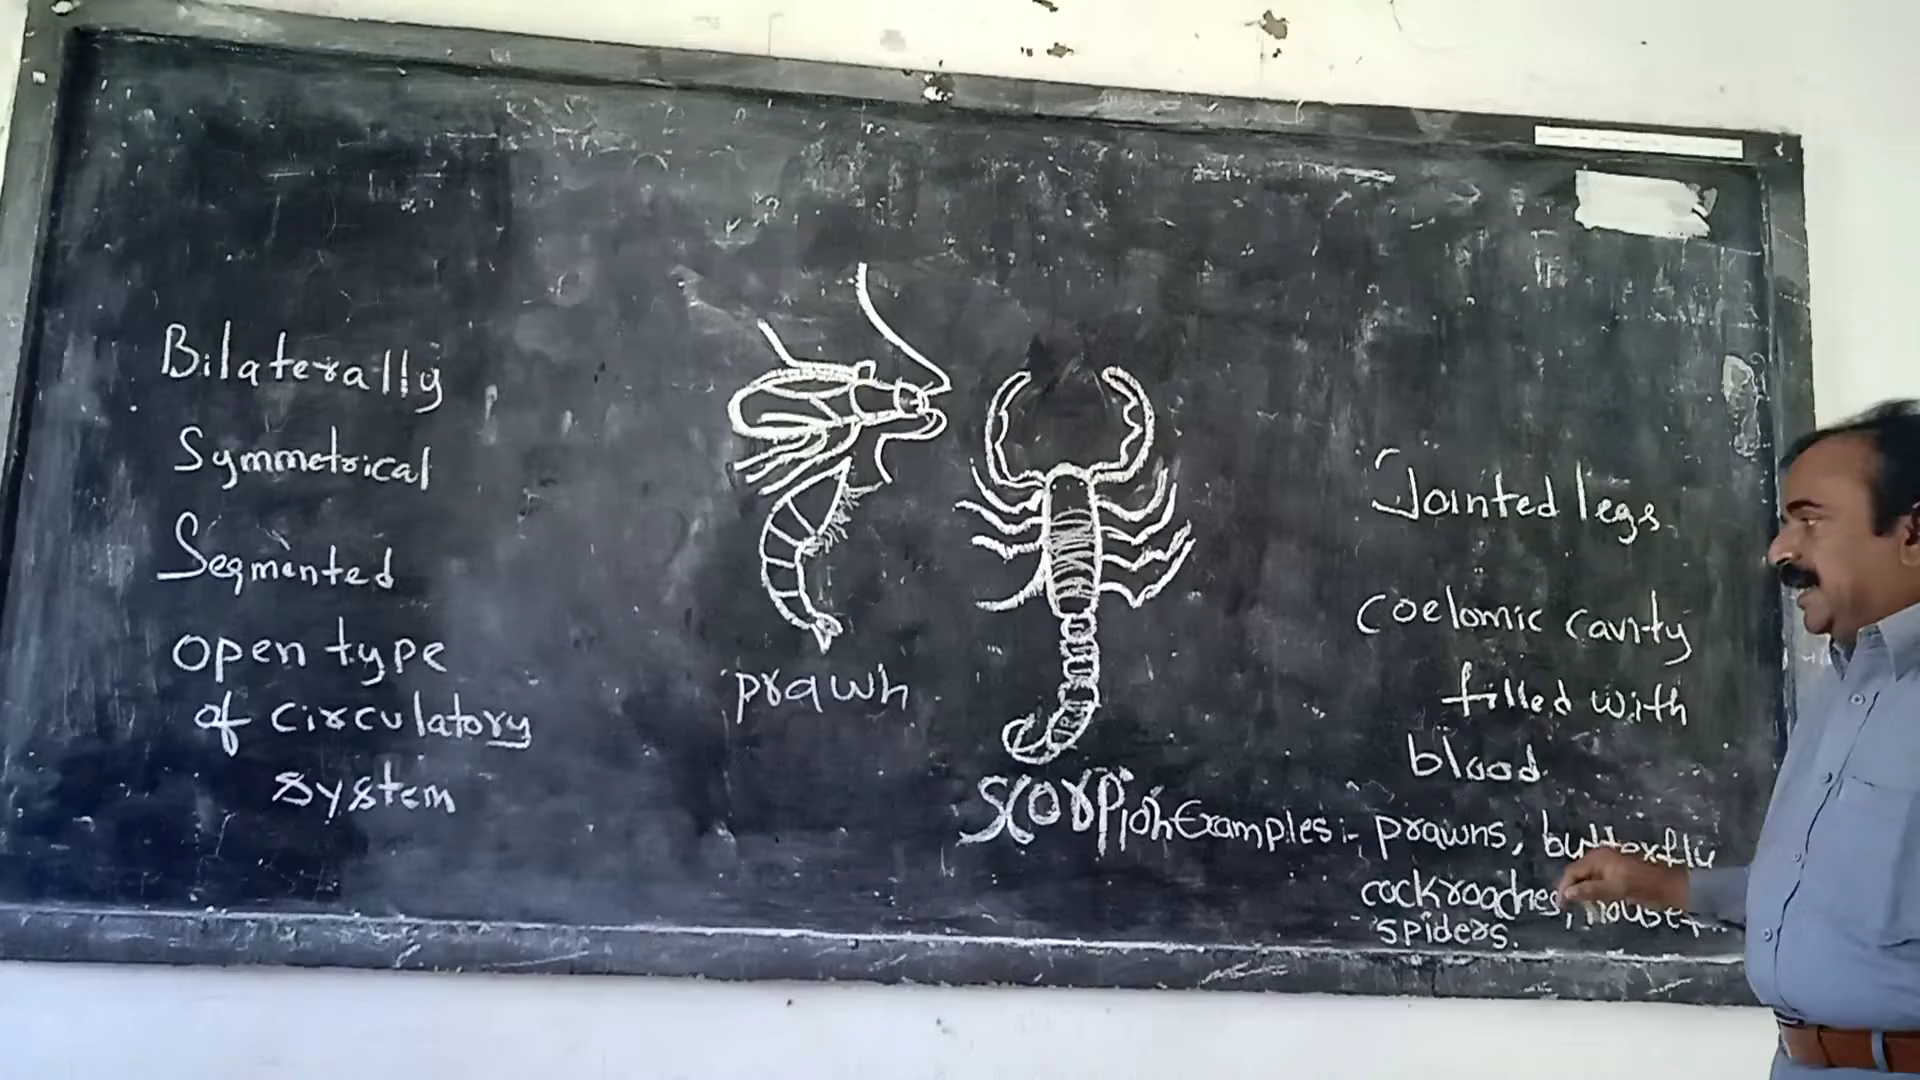 Bilaterally
Symmetrical
Segmented
open type
of circulatory
system
prawn
scorpion
Jointed legs
coelomic cavity
filled with
blood
Examples:- prawns, butterfly
cockroaches,
spiders.